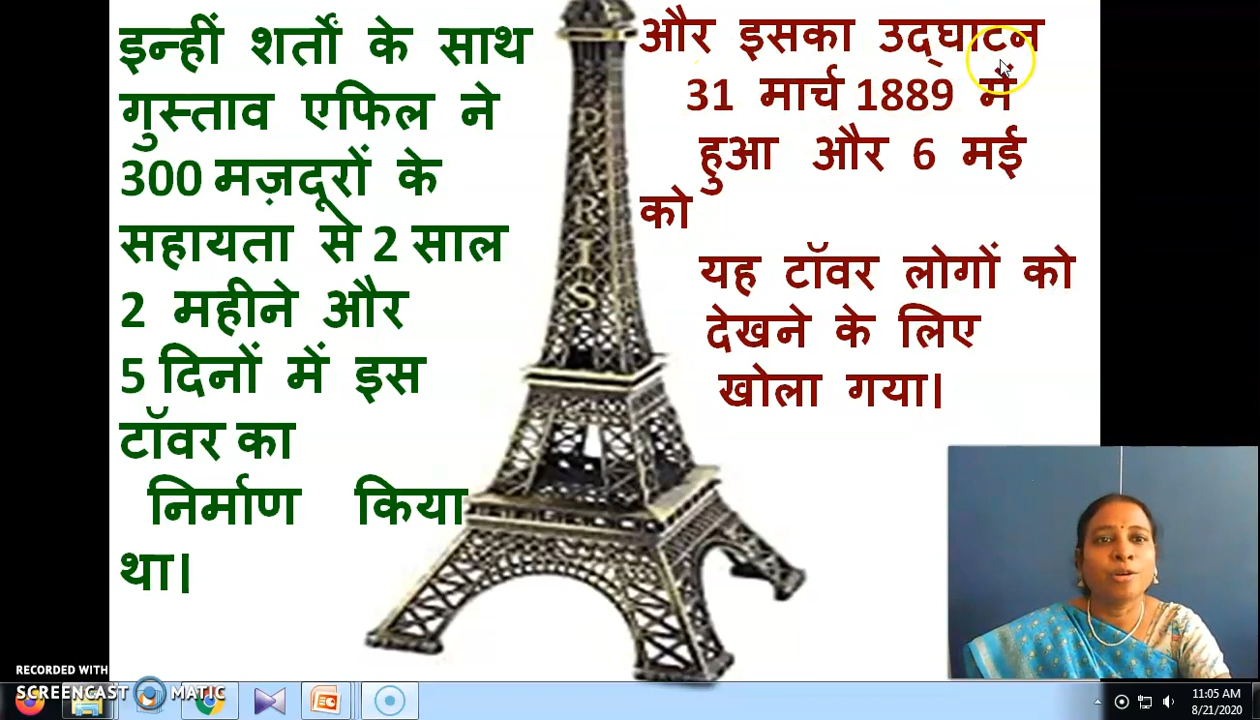 इन्हीं शर्तों के साथ
गुस्ताव एफिल ने
300 मज़दूरों के
सहायता से 2 साल
2 महीने और
5 दिनों में इस
टॉवर का
निर्माण किया
था।
और इसका उद्घाटन
31 मार्च 1889 में
हुआ और 6 मई
को
यह टॉवर लोगों को
देखने के लिए
खोला गया।
PARIS
RECORDED WITH
SCREENCAST MATIC
11:05 AM
8/21/2020